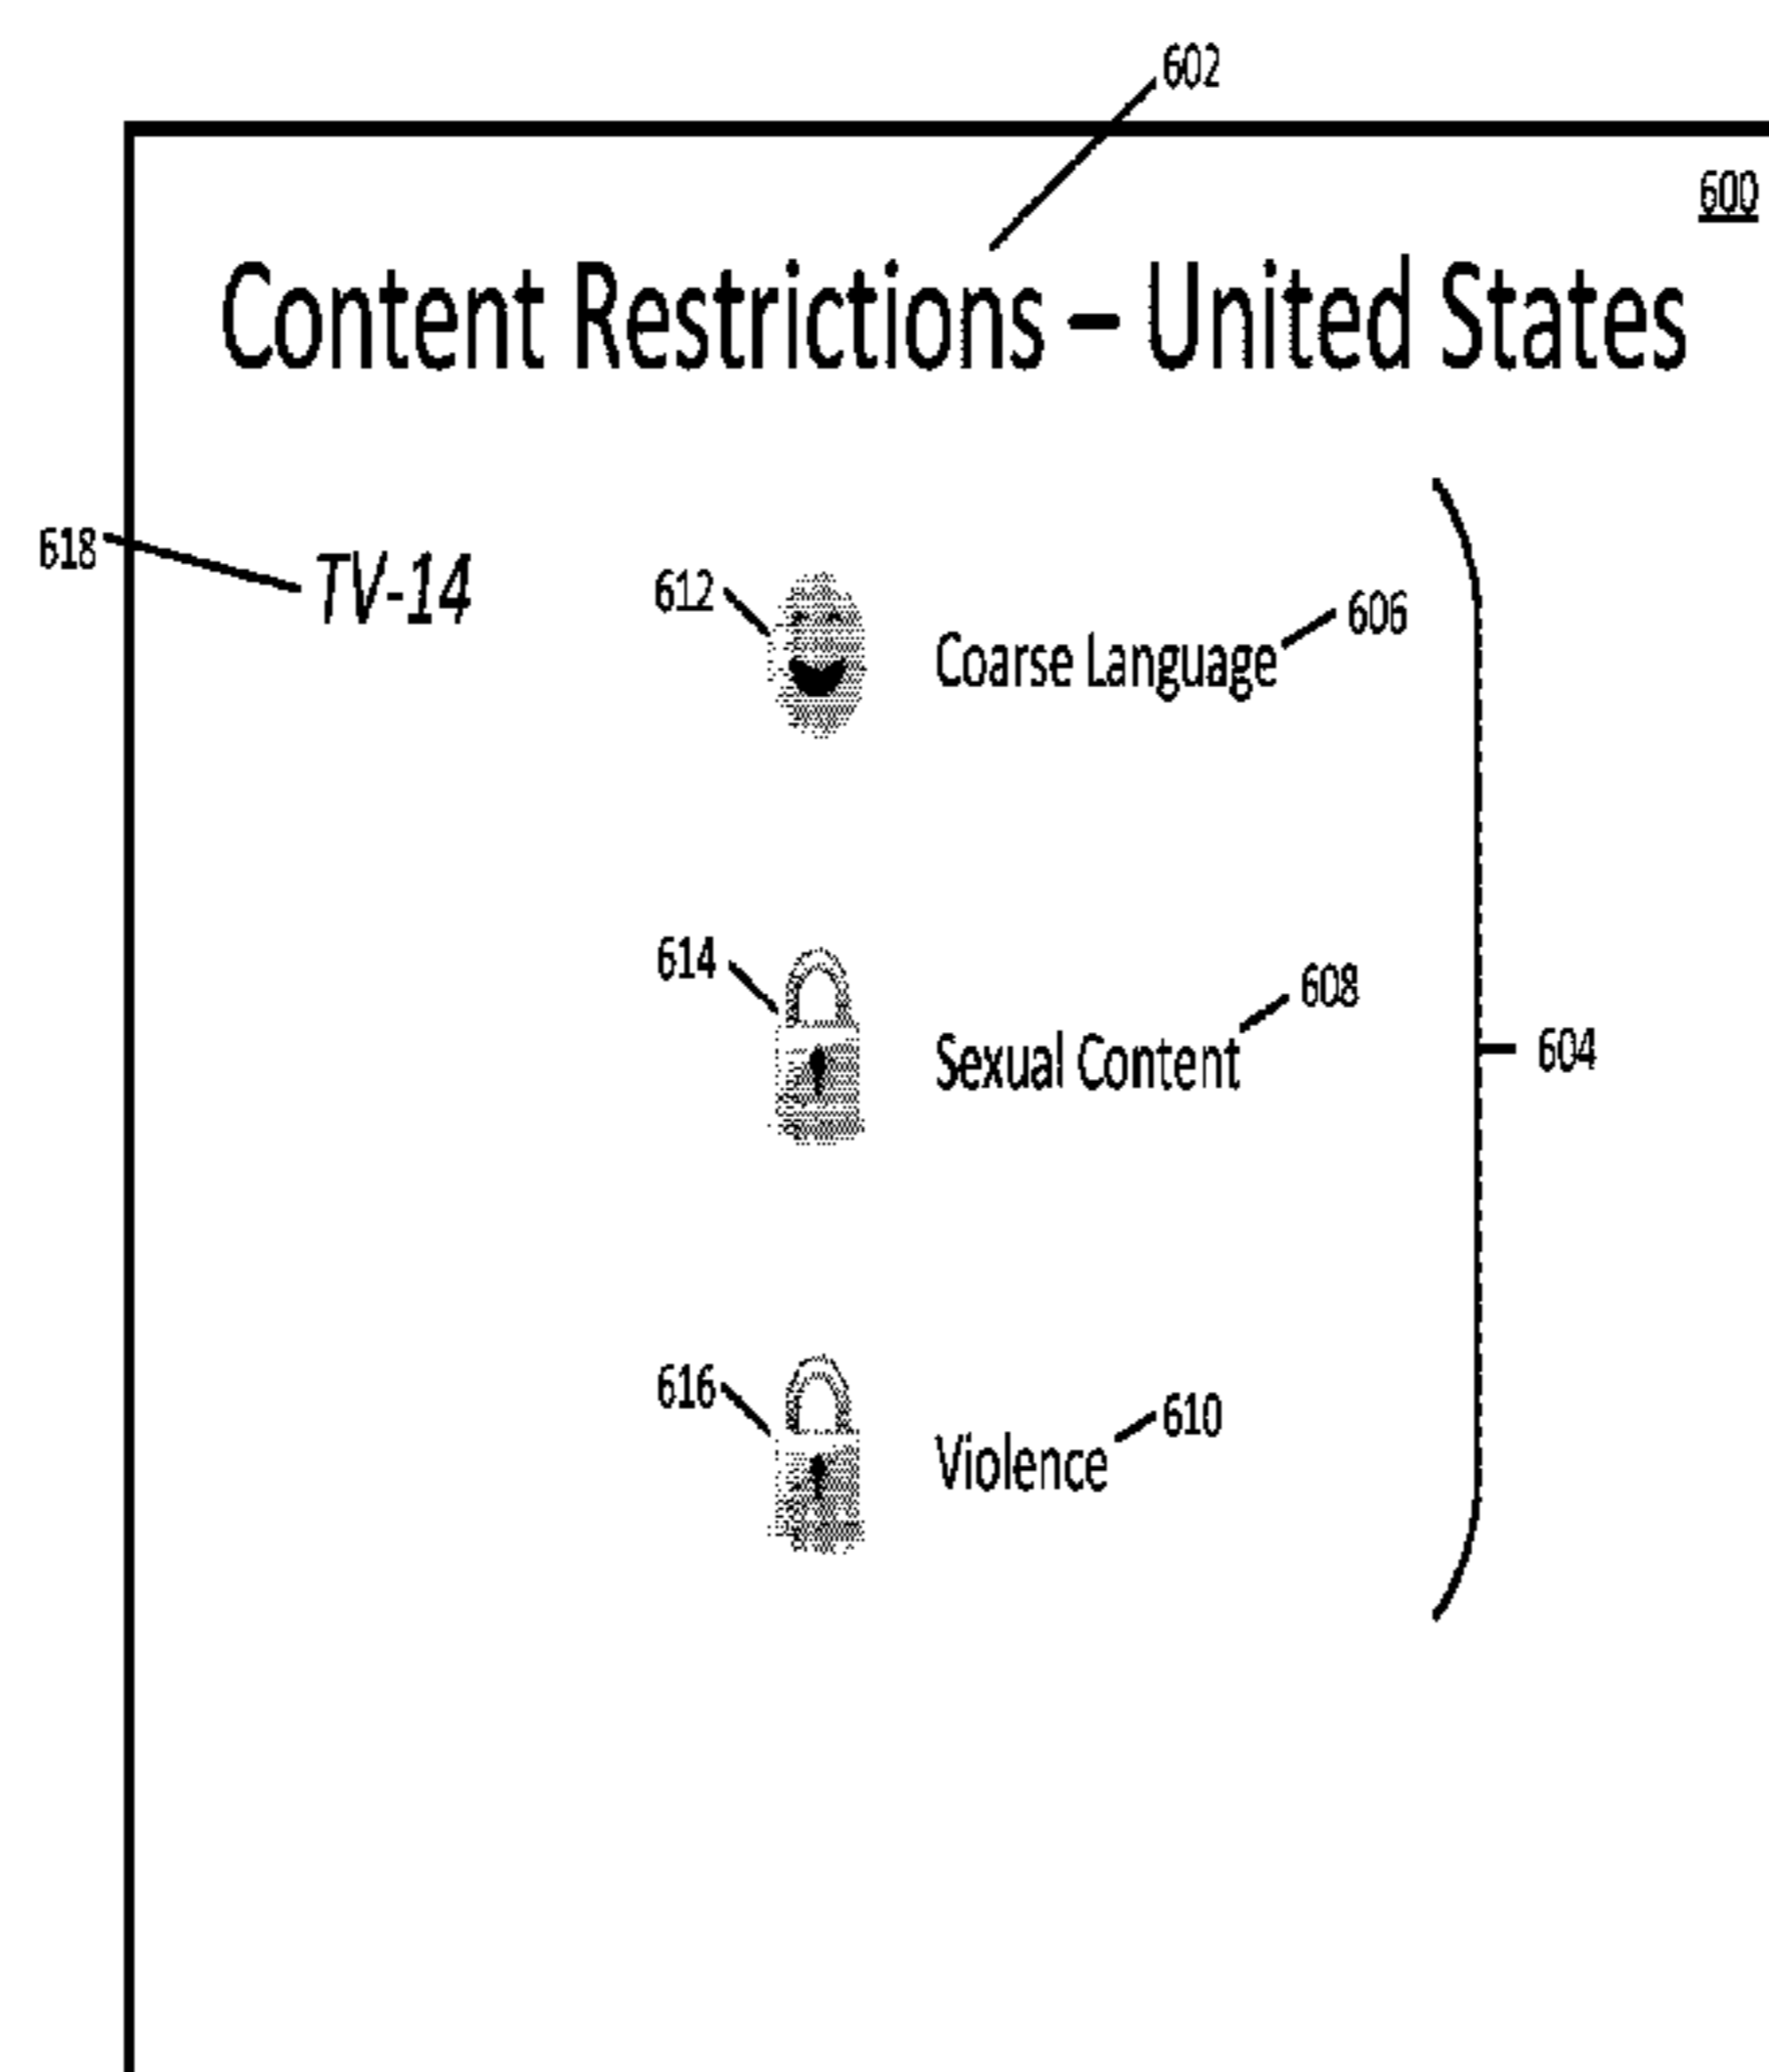 602
600
Content Restrictions – United States
618 TV-14
612 Coarse Language 606
614 Sexual Content 608
604
616 Violence 610